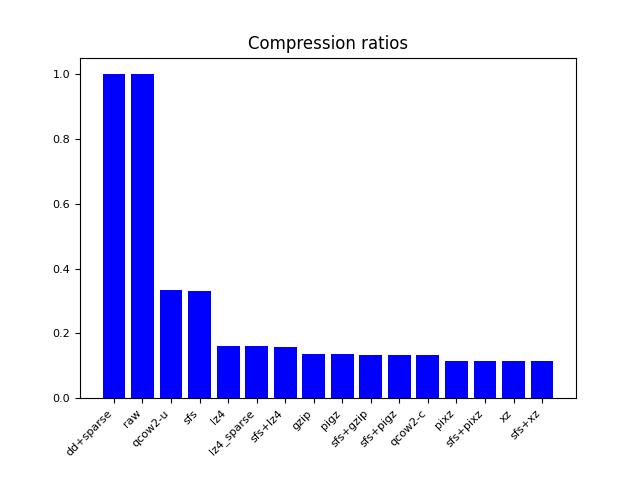 Compression ratios
1.0
0.8
0.6
0.4
0.2
0.0
dd+sparse
raw
qcow2-u
sfs
lz4
lz4_sparse
sfs+lz4
gzip
pigz
sfs+gzip
sfs+pigz
qcow2-c
pixz
sfs+pixz
xz
sfs+xz